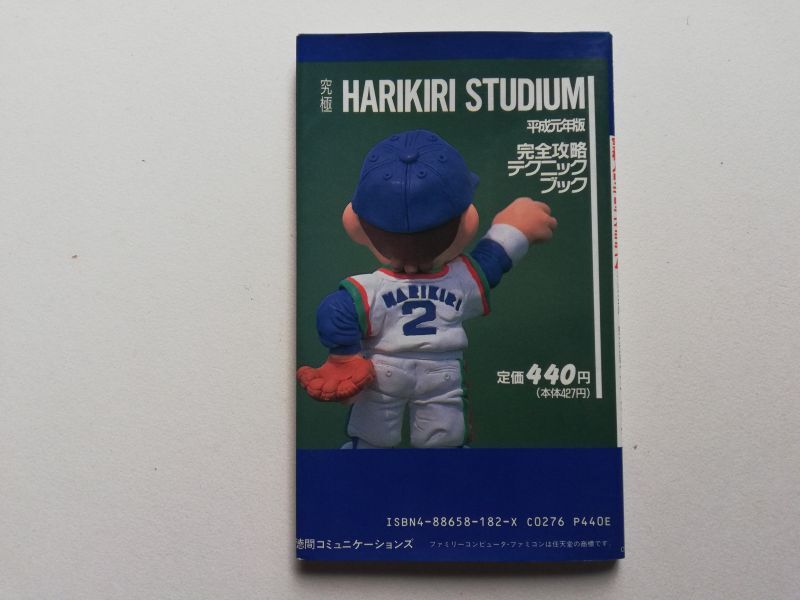 究極 HARIKIRI STUDIUM
平成元年版
完全攻略
テクニック
ブック
HARIKIRI
2
定価440円
(本体427円)
ISBN4-88658-182-X C0276 P440E
徳間コミュニケーションズ
ファミリーコンピュータ・ファミコンは任天堂の商標です。